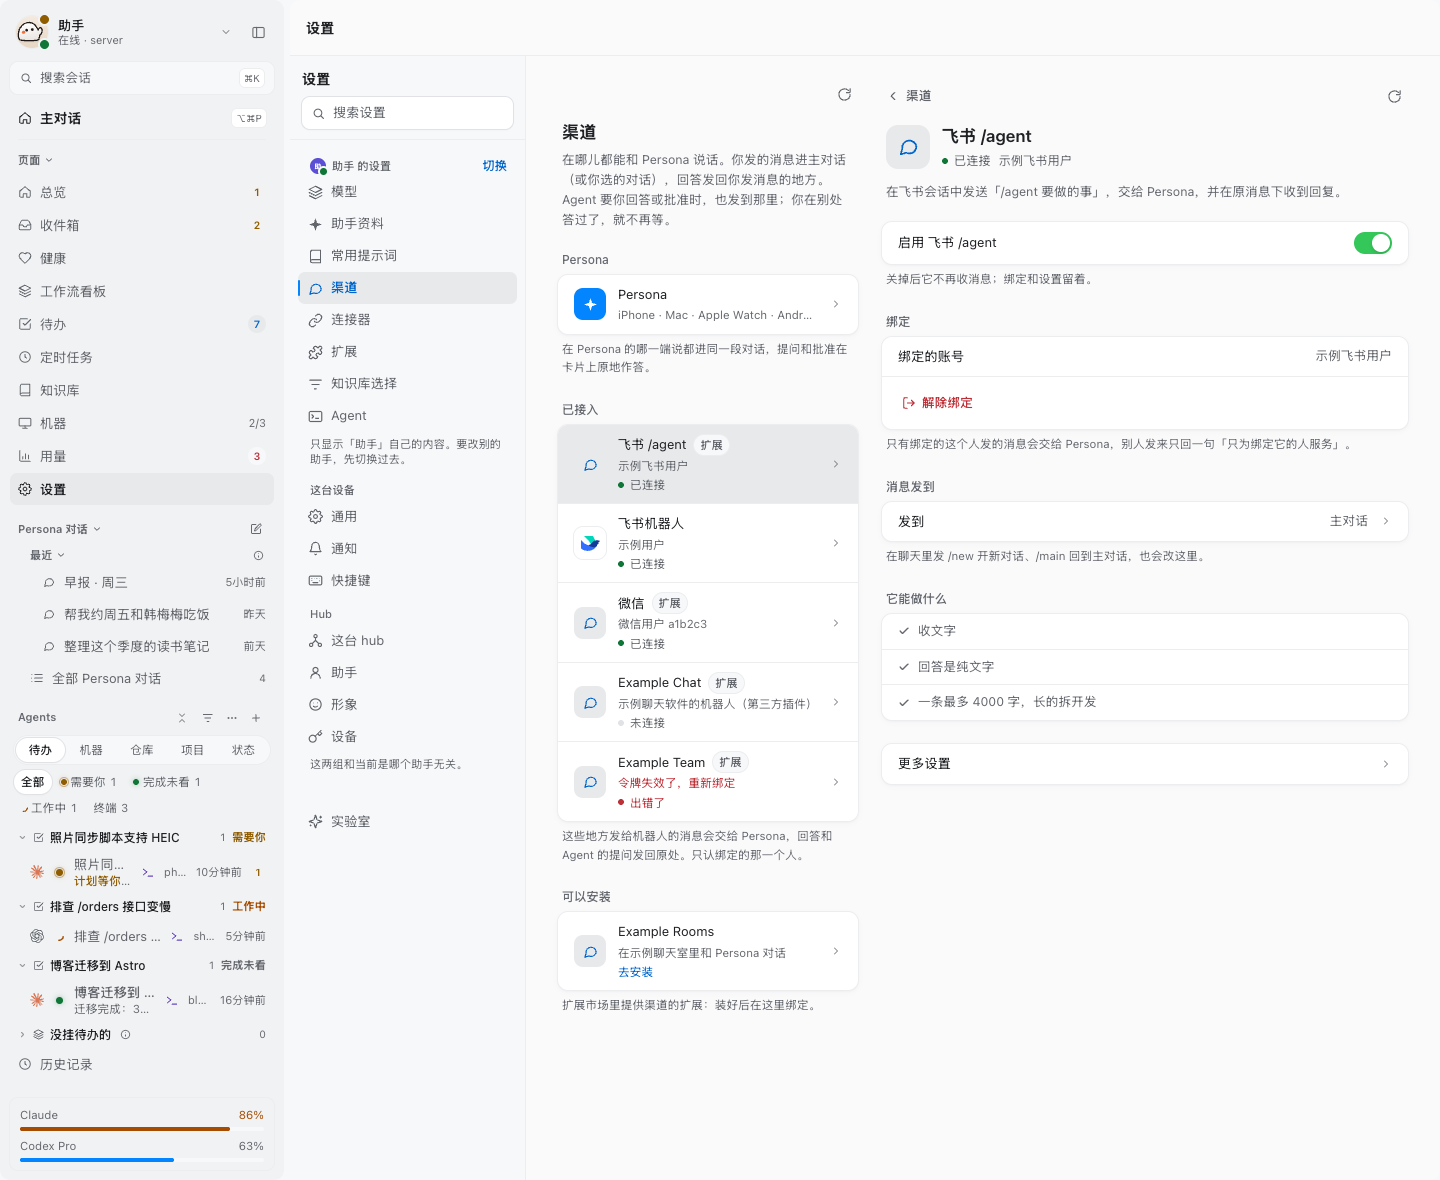 助手
在线 · server
搜索会话
⌘K
主对话
⌥⌘P
页面
总览
1
收件箱
2
健康
工作流看板
待办
7
定时任务
知识库
机器
2/3
用量
3
设置
Persona 对话
最近
早报 · 周三
5小时前
帮我约周五和韩梅梅吃饭
昨天
整理这个季度的读书笔记
前天
全部 Persona 对话
4
Agents
待办
机器
仓库
项目
状态
全部
需要你 1
完成未看 1
工作中 1
终端 3
照片同步脚本支持 HEIC
1 需要你
照片同...
计划等你...
ph...
10分钟前
1
排查 /orders 接口变慢
1 工作中
排查 /orders ...
sh...
5分钟前
博客迁移到 Astro
1 完成未看
博客迁移到 ...
迁移完成：3...
bl...
16分钟前
没挂待办的
0
历史记录
Claude
86%
Codex Pro
63%
设置
设置
搜索设置
助手 的设置
切换
模型
助手资料
常用提示词
渠道
连接器
扩展
知识库选择
Agent
只显示「助手」自己的内容。要改别的
助手，先切换过去。
这台设备
通用
通知
快捷键
Hub
这台 hub
助手
形象
设备
这两组和当前是哪个助手无关。
实验室
渠道
在哪儿都能和 Persona 说话。你发的消息进主对话
（或你选的对话），回答发回你发消息的地方。
Agent 要你回答或批准时，也发到那里；你在别处
答过了，就不再等。
Persona
Persona
iPhone · Mac · Apple Watch · Andr...
在 Persona 的哪一端说都进同一段对话，提问和批准在
卡片上原地作答。
已接入
飞书 /agent
扩展
示例飞书用户
已连接
飞书机器人
示例用户
已连接
微信
扩展
微信用户 a1b2c3
已连接
Example Chat
扩展
示例聊天软件的机器人（第三方插件）
未连接
Example Team
扩展
令牌失效了，重新绑定
出错了
这些地方发给机器人的消息会交给 Persona，回答和
Agent 的提问发回原处。只认绑定的那一个人。
可以安装
Example Rooms
在示例聊天室里和 Persona 对话
去安装
扩展市场里提供渠道的扩展：装好后在这里绑定。
渠道
飞书 /agent
已连接 示例飞书用户
在飞书会话中发送「/agent 要做的事」，交给 Persona，并在原消息下收到回复。
启用 飞书 /agent
关掉后它不再收消息；绑定和设置留着。
绑定
绑定的账号
示例飞书用户
解除绑定
只有绑定的这个人发的消息会交给 Persona，别人发来只回一句「只为绑定它的人服务」。
消息发到
发到
主对话
在聊天里发 /new 开新对话、/main 回到主对话，也会改这里。
它能做什么
收文字
回答是纯文字
一条最多 4000 字，长的拆开发
更多设置